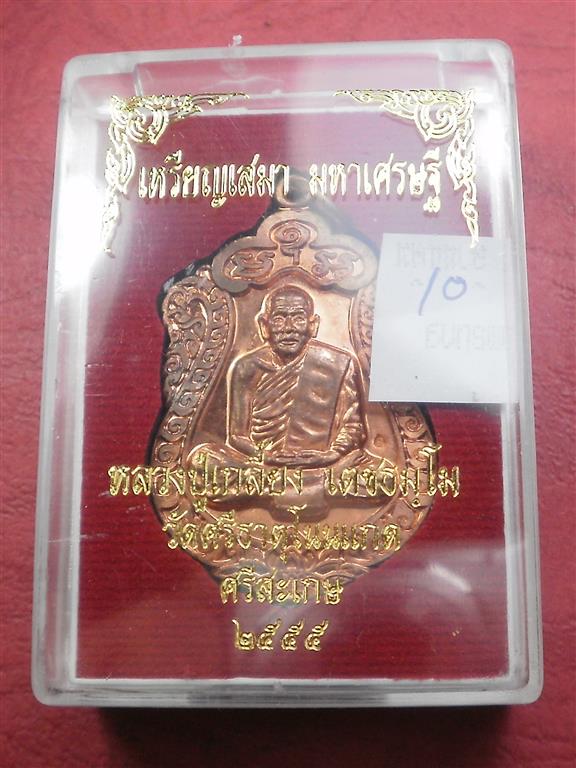 เหรียญเสมา มหาเศรษฐี
10
หลวงปู่เกลี้ยง เตชธมฺโม
วัดศรีธาตุโนนแกด
ศรีสะเกษ
๒๕๕๕